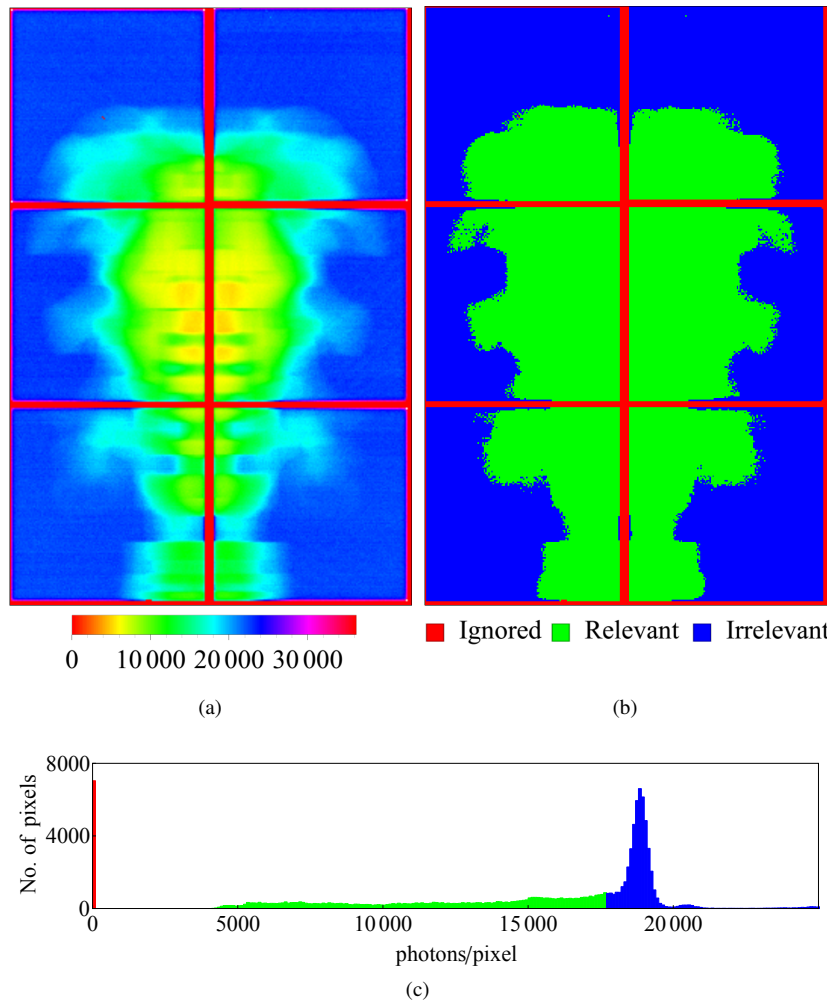 0 10 000 20 000 30 000
Ignored Relevant Irrelevant
(a) (b)
8000
4000
0
No. of pixels
0 5000 10 000 15 000 20 000
photons/pixel
(c)